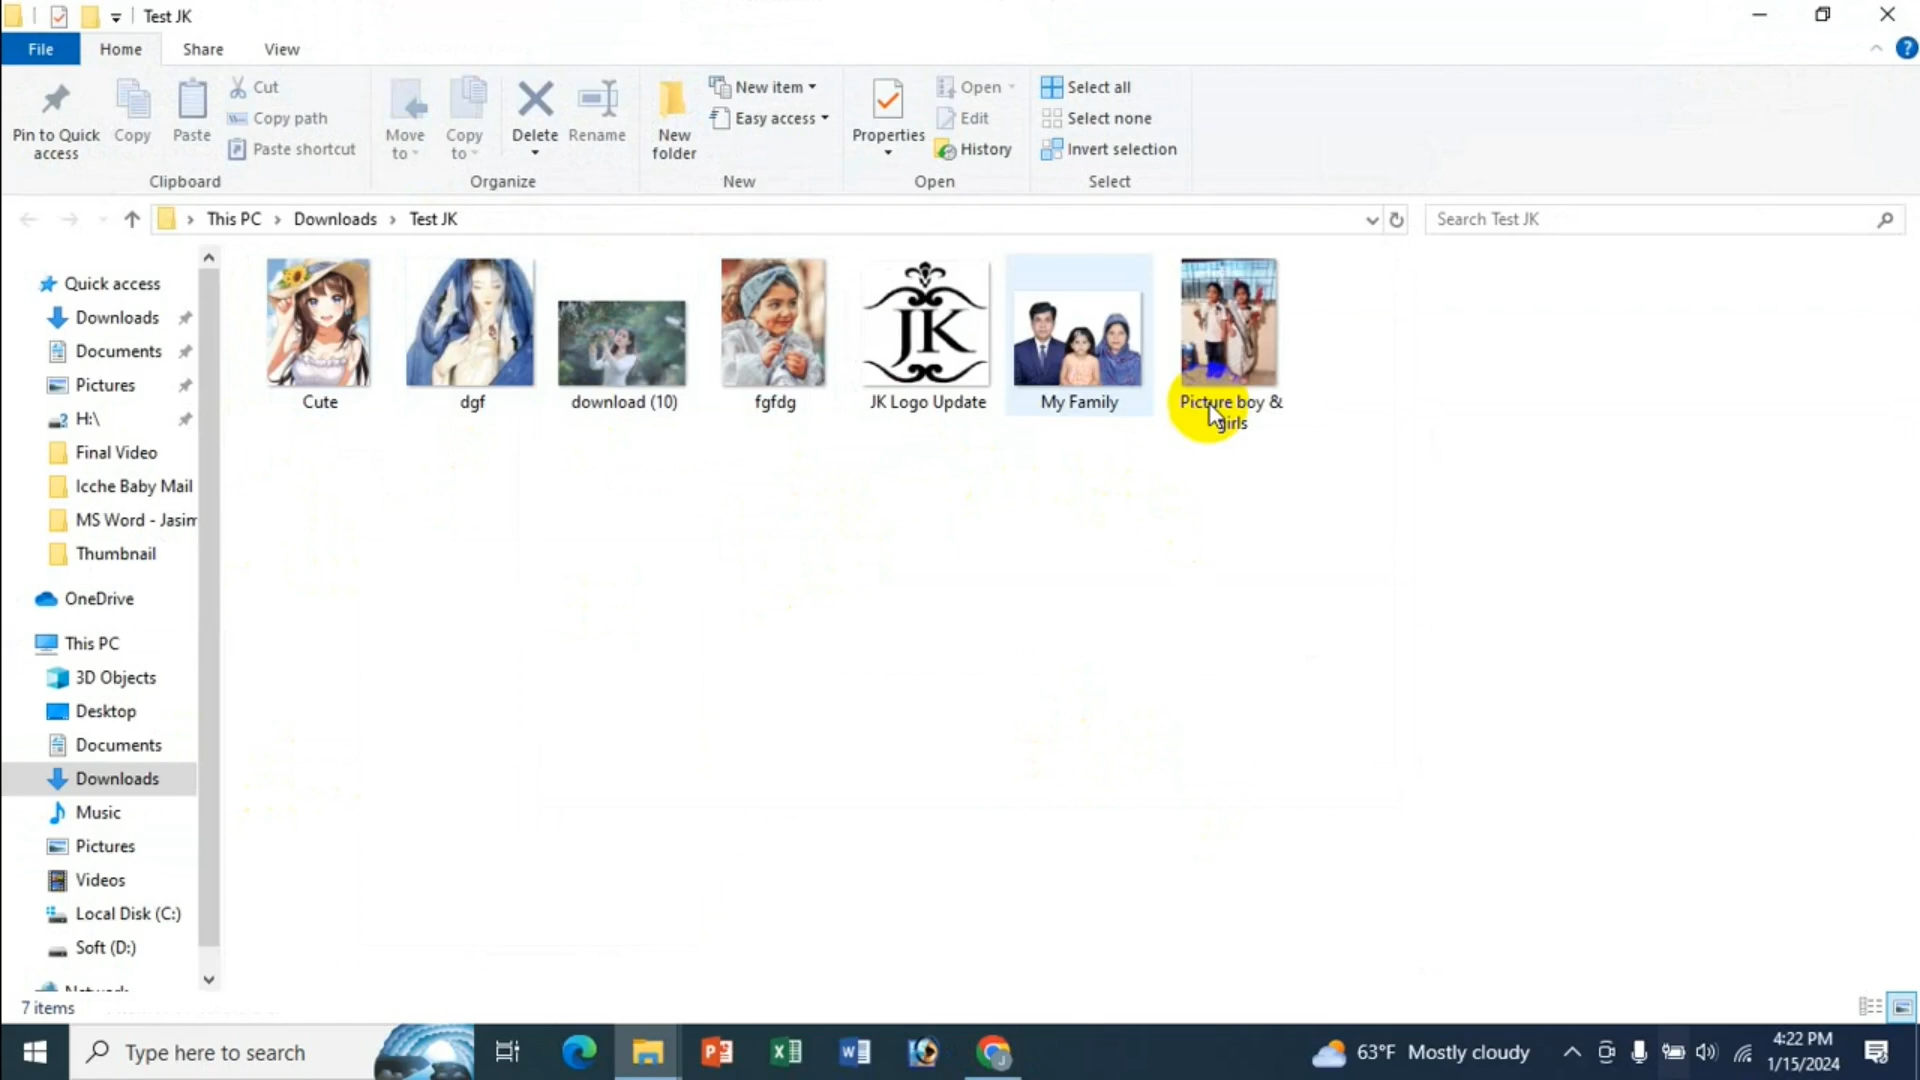 Test JK
File Home Share View
Pin to Quick access
Copy
Paste
Cut
Copy path
Paste shortcut
Clipboard
Move to
Copy to
Delete
Rename
Organize
New folder
New item
Easy access
New
Properties
Open
Edit
History
Open
Select all
Select none
Invert selection
Select
This PC > Downloads > Test JK
Search Test JK
Quick access
Downloads
Documents
Pictures
H:\
Final Video
Icche Baby Mail
MS Word - Jasim
Thumbnail
OneDrive
This PC
3D Objects
Desktop
Documents
Downloads
Music
Pictures
Videos
Local Disk (C:)
Soft (D:)
Network
JK
Cute
dgf
download (10)
fgfdg
JK Logo Update
My Family
Picture boy &
girls
7 items
Type here to search
63°F Mostly cloudy
4:22 PM
1/15/2024